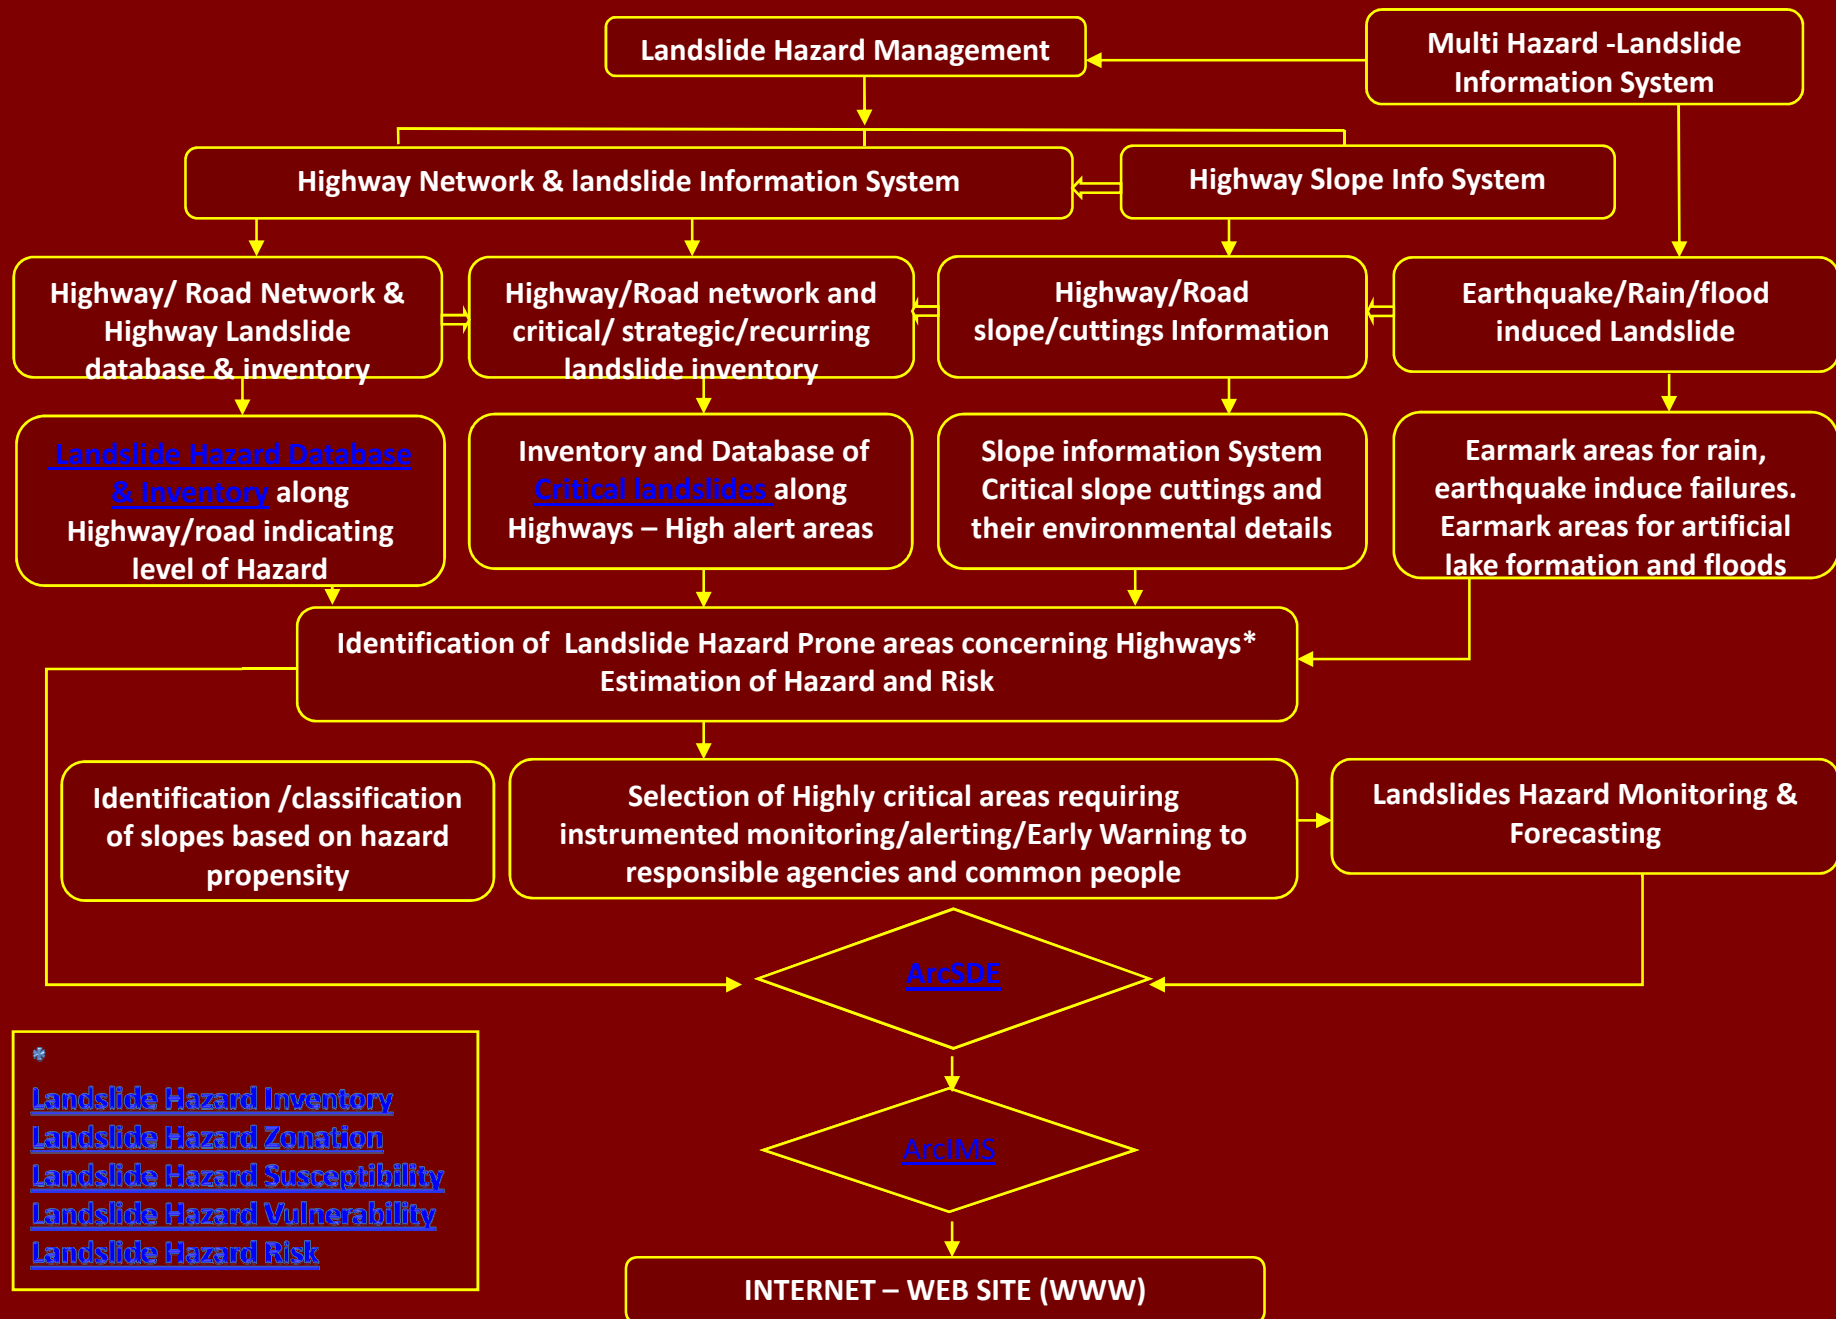 Landslide Hazard Management
Multi Hazard -Landslide
Information System
Highway Network & landslide Information System
Highway Slope Info System
Highway/ Road Network &
Highway Landslide
database & inventory
Highway/Road network and
critical/ strategic/recurring
landslide inventory
Highway/Road
slope/cuttings Information
Earthquake/Rain/flood
induced Landslide
Landslide Hazard Database
& Inventory along
Highway/road indicating
level of Hazard
Inventory and Database of
Critical landslides along
Highways – High alert areas
Slope information System
Critical slope cuttings and
their environmental details
Earmark areas for rain,
earthquake induce failures.
Earmark areas for artificial
lake formation and floods
Identification of Landslide Hazard Prone areas concerning Highways*
Estimation of Hazard and Risk
Identification /classification
of slopes based on hazard
propensity
Selection of Highly critical areas requiring
instrumented monitoring/alerting/Early Warning to
responsible agencies and common people
Landslides Hazard Monitoring &
Forecasting
ArcSDE
*
Landslide Hazard Inventory
Landslide Hazard Zonation
Landslide Hazard Susceptibility
Landslide Hazard Vulnerability
Landslide Hazard Risk
ArcIMS
INTERNET – WEB SITE (WWW)